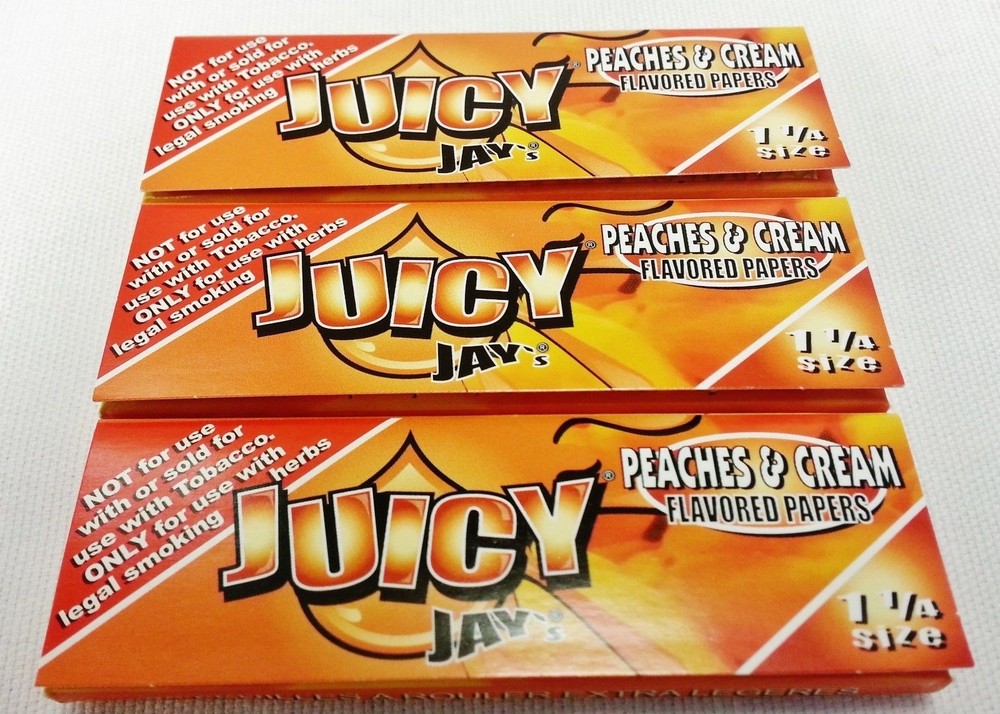 NOT for use
with or sold for
use with Tobacco.
ONLY for use with
legal smoking herbs
JUICY®
JAY's®
PEACHES & CREAM
FLAVORED PAPERS
1 1/4
size
NOT for use
with or sold for
use with Tobacco.
ONLY for use with
legal smoking herbs
JUICY®
JAY's®
PEACHES & CREAM
FLAVORED PAPERS
1 1/4
size
NOT for use
with or sold for
use with Tobacco.
ONLY for use with
legal smoking herbs
JUICY®
JAY's®
PEACHES & CREAM
FLAVORED PAPERS
1 1/4
size
A ROULER EXTRA LEGERES